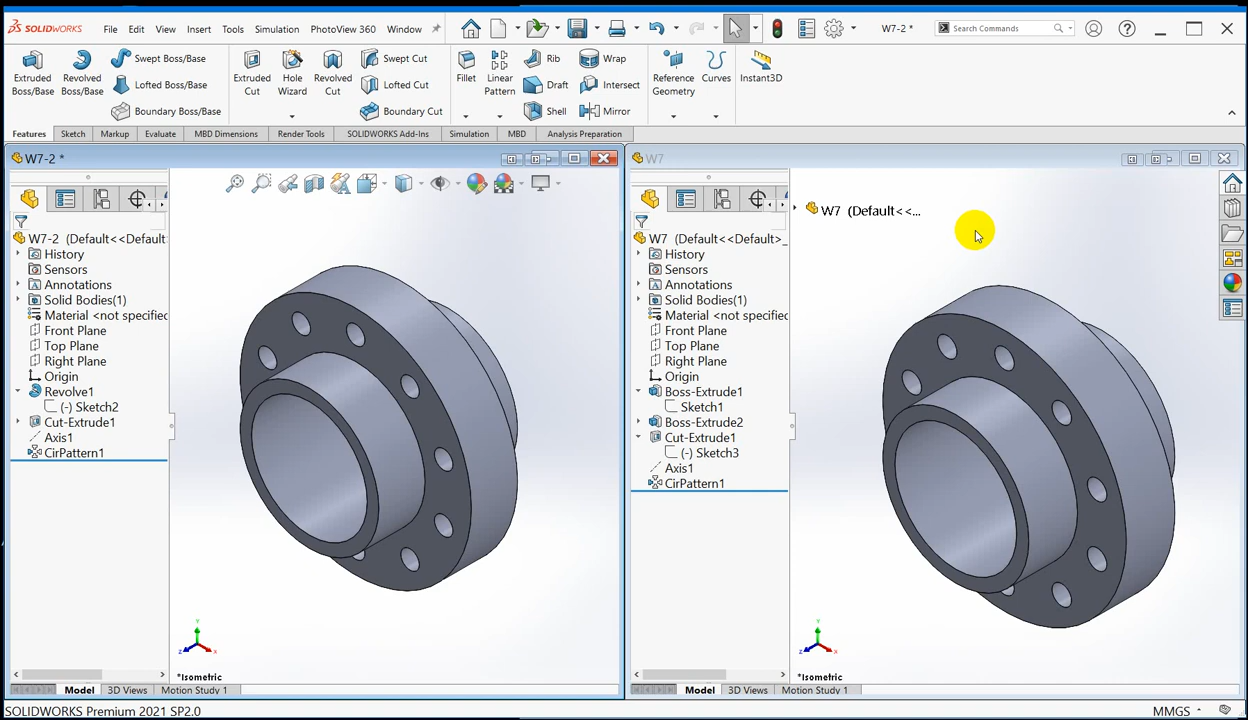 SOLIDWORKS File Edit View Insert Tools Simulation PhotoView 360 Window W7-2 * Search Commands
Extruded Boss/Base
Revolved Boss/Base
Swept Boss/Base
Lofted Boss/Base
Boundary Boss/Base
Extruded Cut
Hole Wizard
Revolved Cut
Swept Cut
Lofted Cut
Boundary Cut
Fillet
Linear Pattern
Rib
Draft
Shell
Wrap
Intersect
Mirror
Reference Geometry
Curves
Instant3D
Features Sketch Markup Evaluate MBD Dimensions Render Tools SOLIDWORKS Add-Ins Simulation MBD Analysis Preparation
W7-2 *
W7-2 (Default<<Default
History
Sensors
Annotations
Solid Bodies(1)
Material <not specified
Front Plane
Top Plane
Right Plane
Origin
Revolve1
(-) Sketch2
Cut-Extrude1
Axis1
CirPattern1
Y
Z
X
*Isometric
Model 3D Views Motion Study 1
W7
W7 (Default<<...
W7 (Default<<Default>_
History
Sensors
Annotations
Solid Bodies(1)
Material <not specified
Front Plane
Top Plane
Right Plane
Origin
Boss-Extrude1
Sketch1
Boss-Extrude2
Cut-Extrude1
(-) Sketch3
Axis1
CirPattern1
Y
Z
X
*Isometric
Model 3D Views Motion Study 1
SOLIDWORKS Premium 2021 SP2.0 MMGS